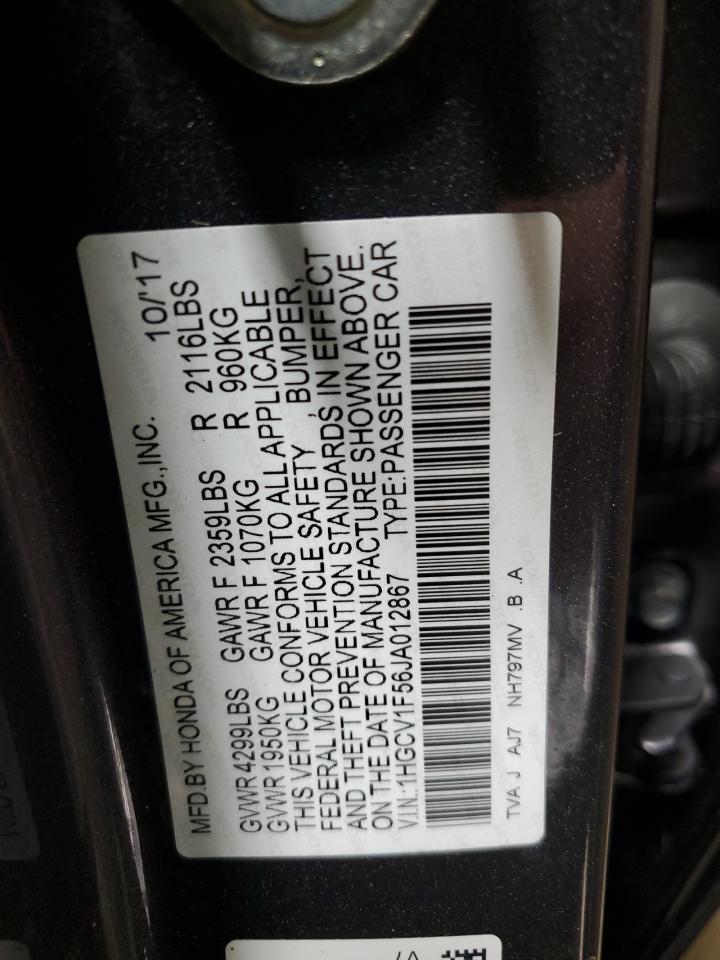 MFD.BY HONDA OF AMERICA MFG.,INC. 10/'17
GVWR 4299LBS GAWR F 2359LBS R 2116LBS
GVWR 1950KG GAWR F 1070KG R 960KG
THIS VEHICLE CONFORMS TO ALL APPLICABLE
FEDERAL MOTOR VEHICLE SAFETY , BUMPER,
AND THEFT PREVENTION STANDARDS IN EFFECT
ON THE DATE OF MANUFACTURE SHOWN ABOVE.
V.I.N.:1HGCV1F56JA012867 TYPE:PASSENGER CAR
TVA J AJ7 NH797MV .B .A